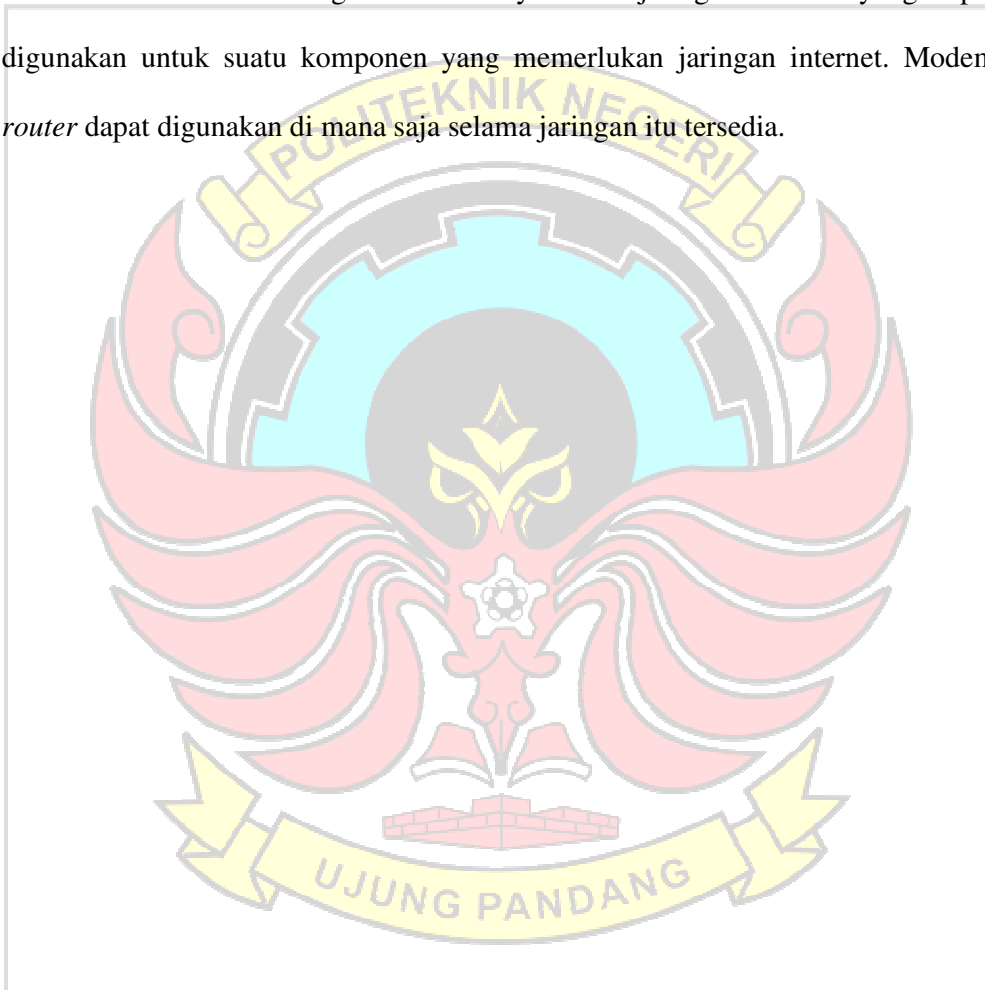 digunakan untuk suatu komponen yang memerlukan jaringan internet. Modem
router dapat digunakan di mana saja selama jaringan itu tersedia.
POLITEKNIK NEGERI
UJUNG PANDANG